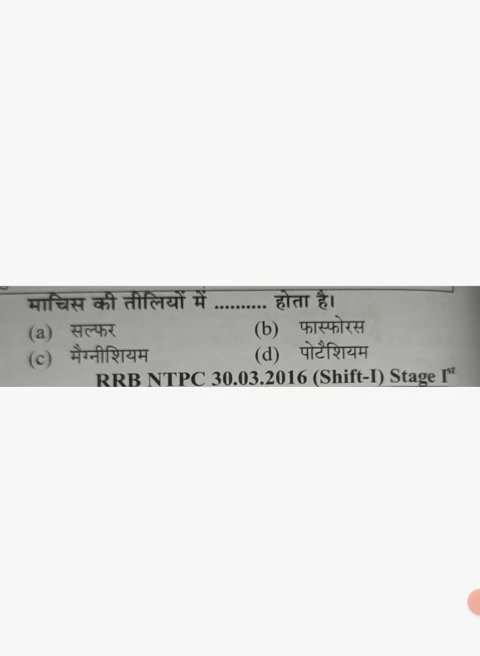 माचिस की तीलियों में .......... होता है।
(a) सल्फर (b) फास्फोरस
(c) मैग्नीशियम (d) पोटैशियम
RRB NTPC 30.03.2016 (Shift-I) Stage Ist